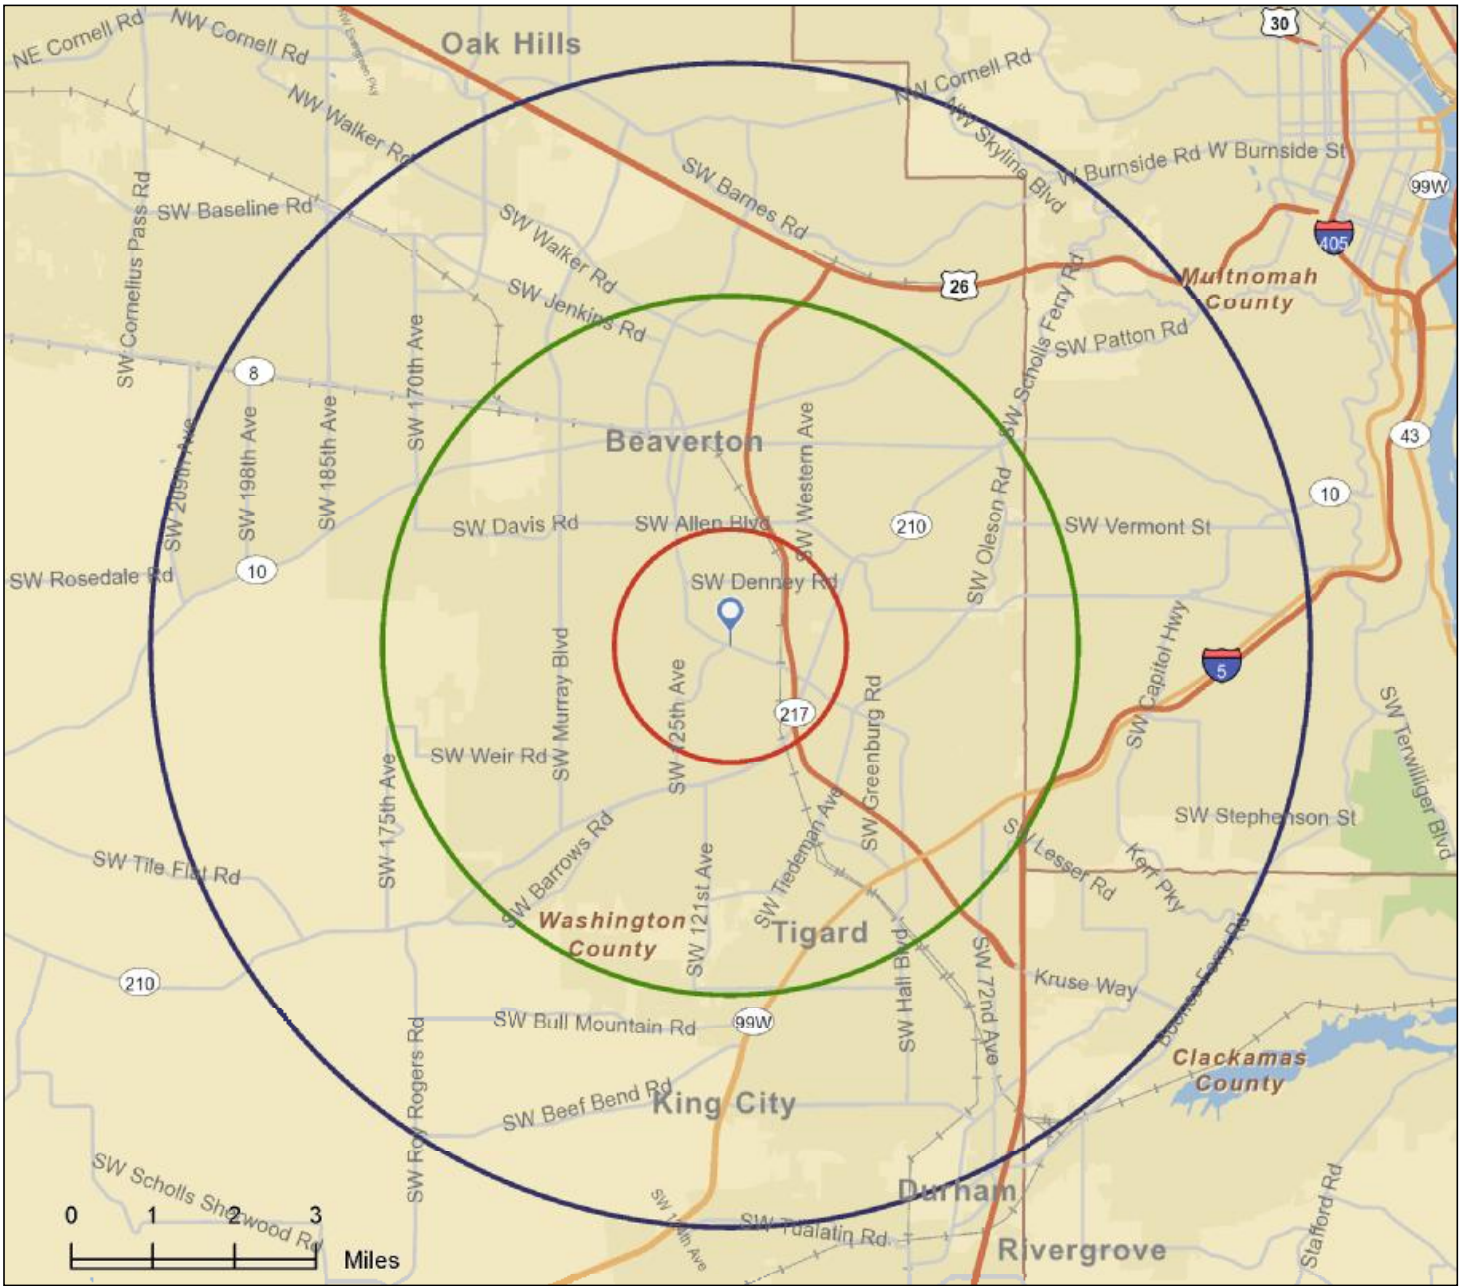 NE Cornell Rd
NW Cornell Rd
NW Evergreen Pky
Oak Hills
30
NW Cornell Rd
NW Walker Rd
NW Skyline Blvd
W Burnside Rd
W Burnside St
99W
SW Barnes Rd
SW Cornelius Pass Rd
SW Baseline Rd
SW Walker Rd
405
SW Jenkins Rd
26
SW Scholls Ferry Rd
Multnomah
County
SW Patton Rd
8
SW 170th Ave
SW 209th Ave
SW 198th Ave
SW 185th Ave
Beaverton
SW Western Ave
43
10
SW Davis Rd
SW Allen Blvd
210
SW Oleson Rd
SW Vermont St
SW Rosedale Rd
10
SW Denney Rd
SW Murray Blvd
SW 125th Ave
217
SW Greenburg Rd
SW Capitol Hwy
5
SW Terwilliger Blvd
SW Weir Rd
SW 175th Ave
SW Barrows Rd
SW 121st Ave
SW Tiedeman Ave
SW Lesser Rd
Kerr Pky
SW Stephenson St
SW Tile Flat Rd
Washington
County
Tigard
SW Hall Blvd
SW 72nd Ave
Kruse Way
Boones Ferry Rd
210
SW Bull Mountain Rd
99W
SW Roy Rogers Rd
SW Beef Bend Rd
King City
Clackamas
County
SW Scholls Sherwood Rd
Durham
SW Tualatin Rd
Rivergrove
Stafford Rd
0 1 2 3
Miles